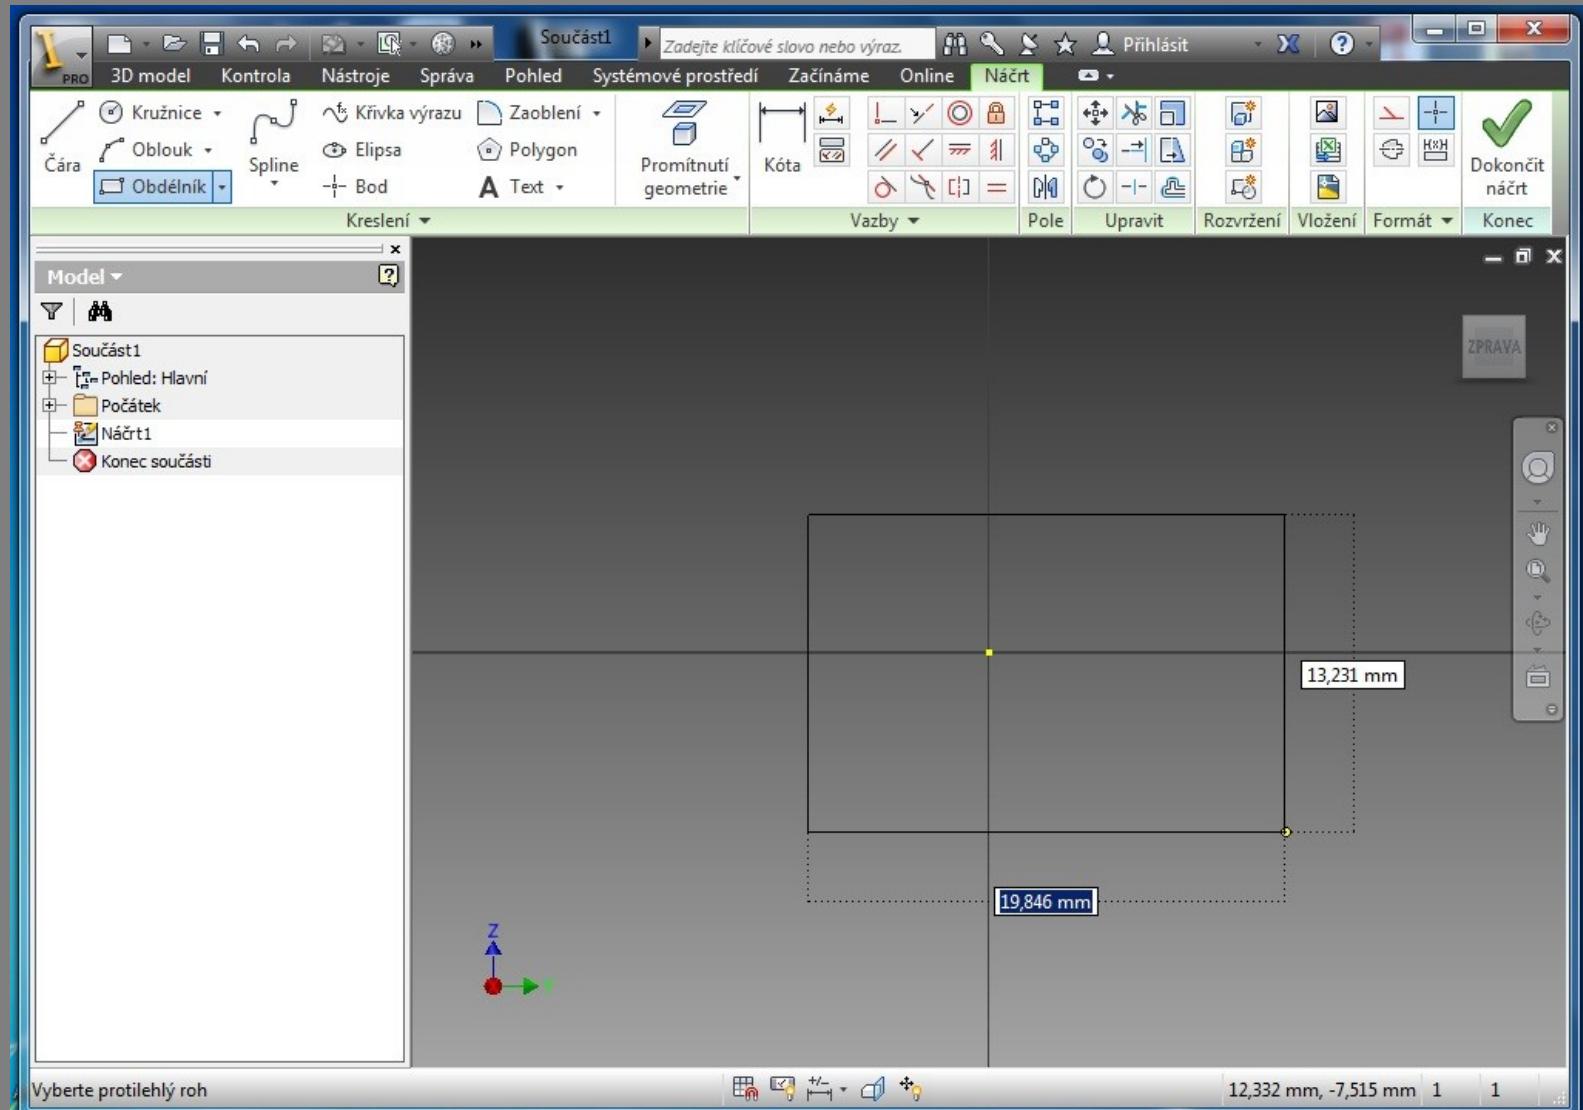 Součást1
Zadejte klíčové slovo nebo výraz.
Přihlásit
PRO
3D model Kontrola Nástroje Správa Pohled Systémové prostředí Začínáme Online Náčrt
Čára
Kružnice
Oblouk
Obdélník
Spline
Křivka výrazu
Elipsa
Bod
Zaoblení
Polygon
A Text
Promítnutí
geometrie
Kóta
Dokončit
náčrt
Kreslení Vazby Pole Upravit Rozvržení Vložení Formát Konec
Model
Součást1
Pohled: Hlavní
Počátek
Náčrt1
Konec součásti
ZPRAVA
13,231 mm
19,846 mm
Z
Y
Vyberte protilehlý roh
12,332 mm, -7,515 mm 1 1